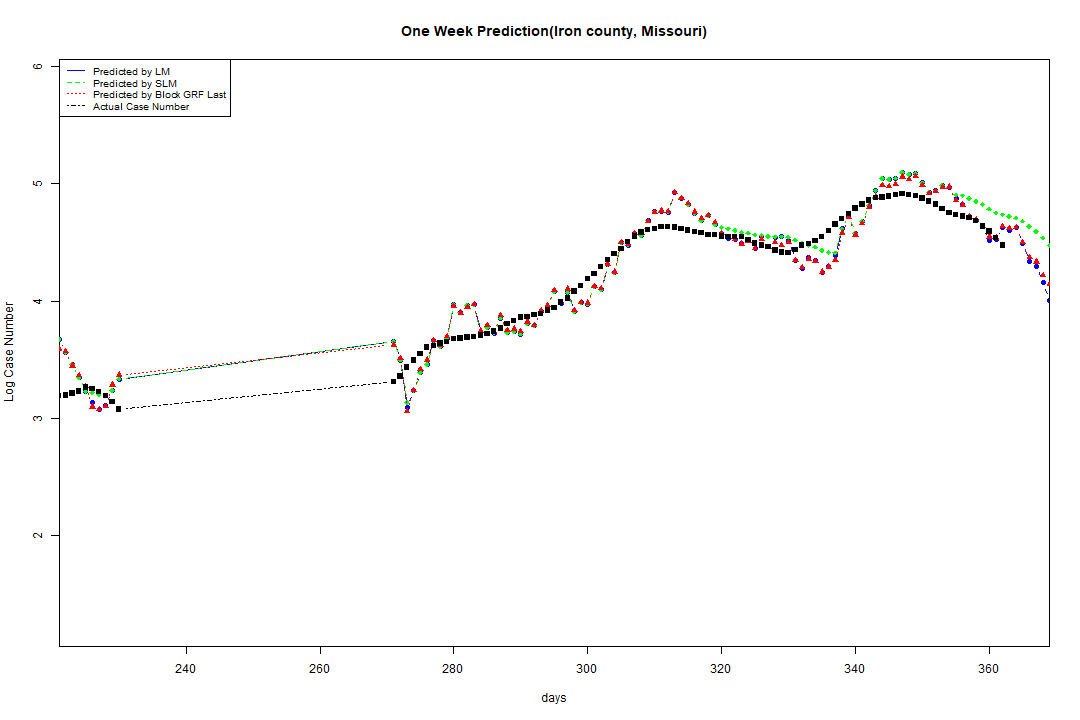 One Week Prediction(Iron county, Missouri)
Predicted by LM
Predicted by SLM
Predicted by Block GRF Last
Actual Case Number
6
5
4
3
2
Log Case Number
240 260 280 300 320 340 360
days